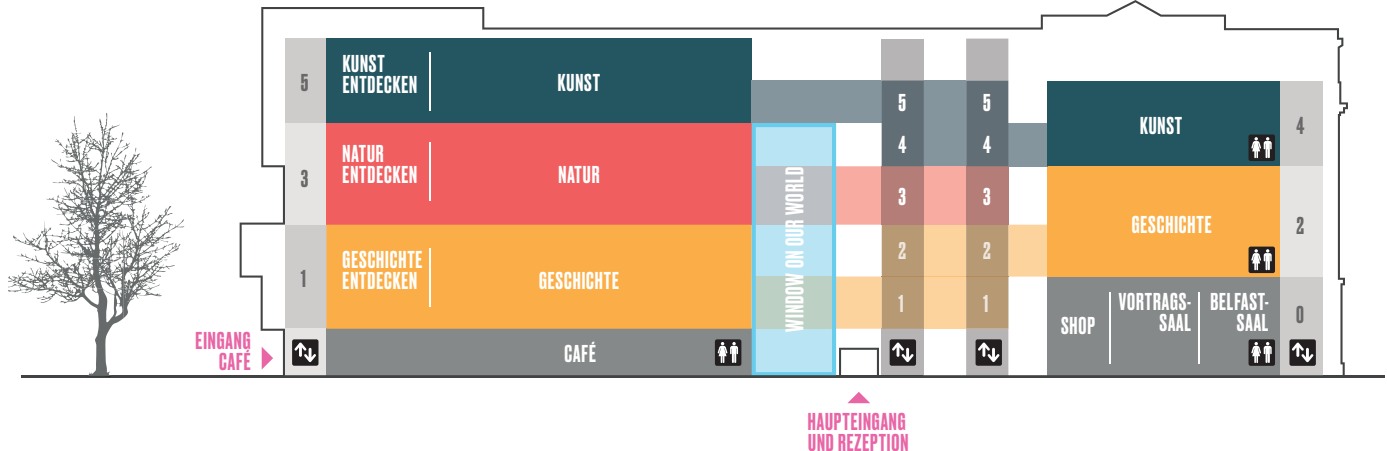 5
KUNST
ENTDECKEN
KUNST
5
5
4
4
KUNST
4
3
NATUR
ENTDECKEN
NATUR
3
3
WINDOW ON OUR WORLD
1
GESCHICHTE
ENTDECKEN
GESCHICHTE
2
2
1
1
GESCHICHTE
2
SHOP
VORTRAGS-
SAAL
BELFAST-
SAAL
0
EINGANG
CAFÉ
CAFÉ
HAUPTEINGANG
UND REZEPTION